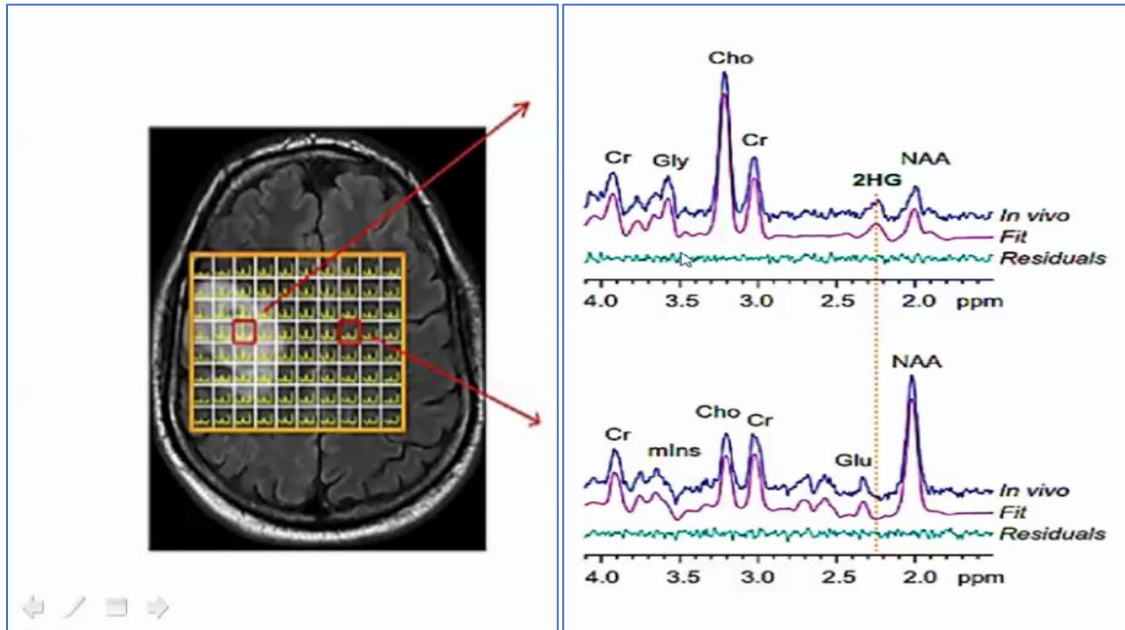 Cho
Cr
Gly
Cr
2HG
NAA
In vivo
Fit
Residuals
4.0 3.5 3.0 2.5 2.0 ppm
NAA
Cho
Cr
Cr
mIns
Glu
In vivo
Fit
Residuals
4.0 3.5 3.0 2.5 2.0 ppm